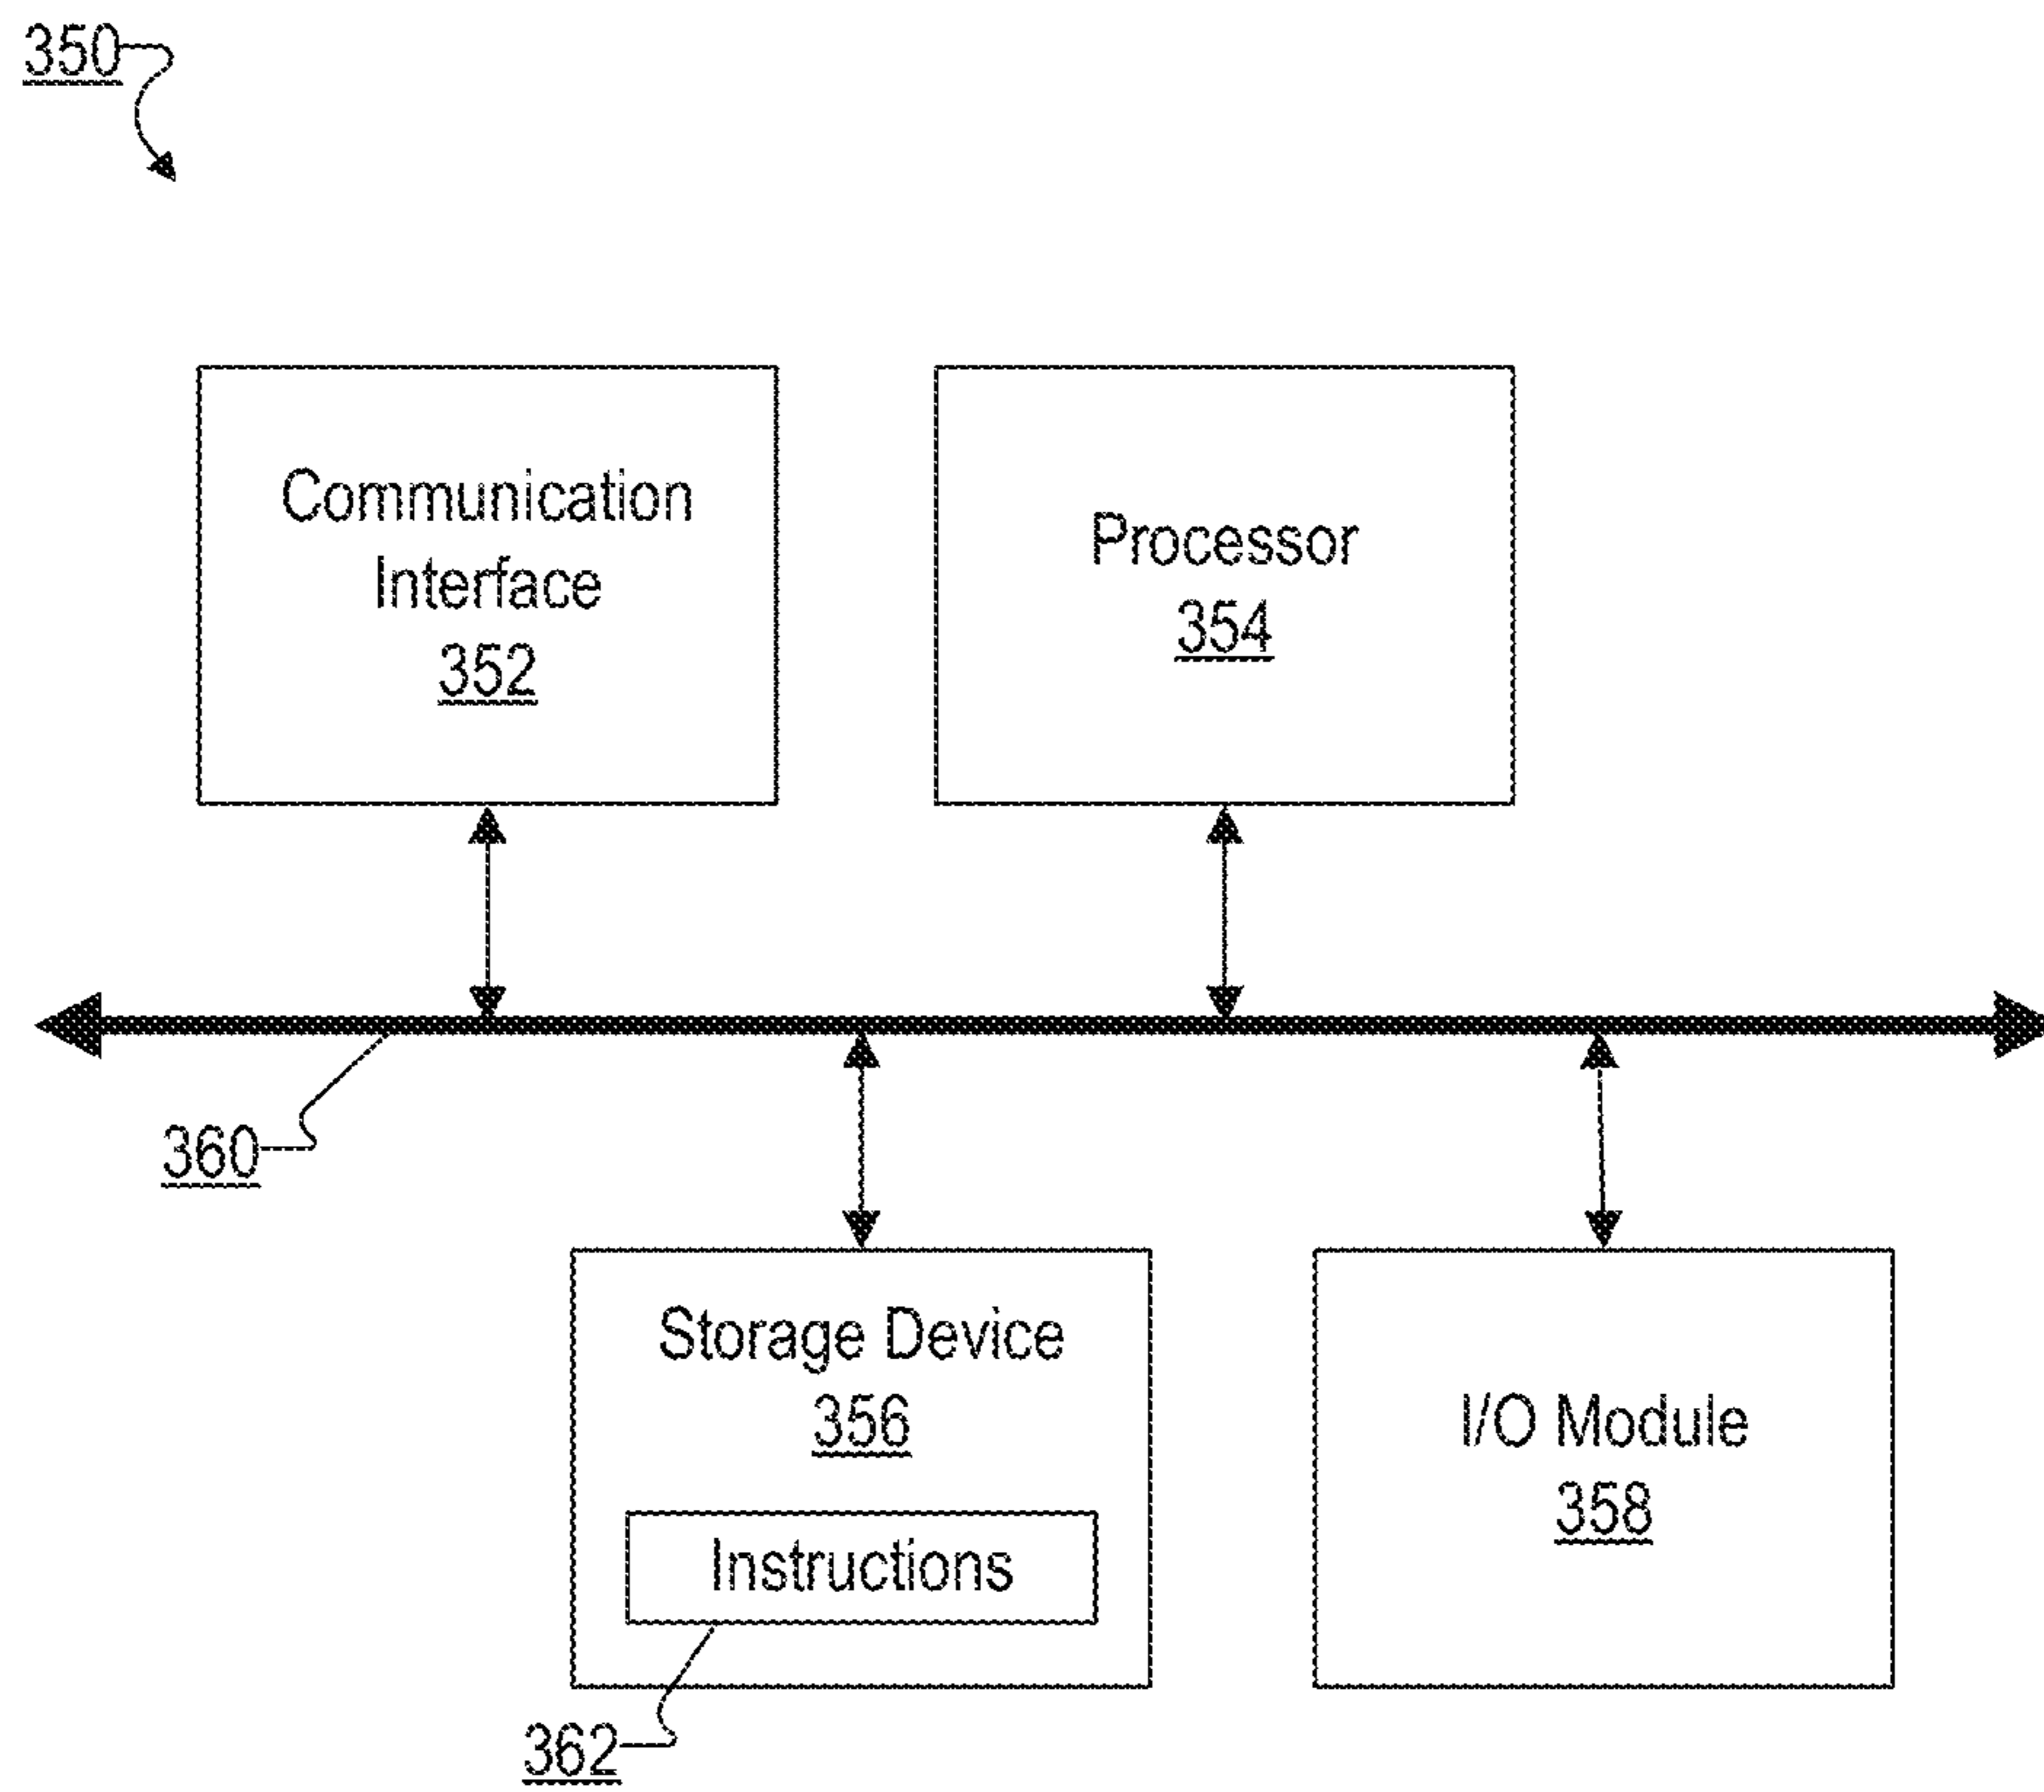 350
Communication
Interface
352
Processor
354
360
Storage Device
356
Instructions
362
I/O Module
358